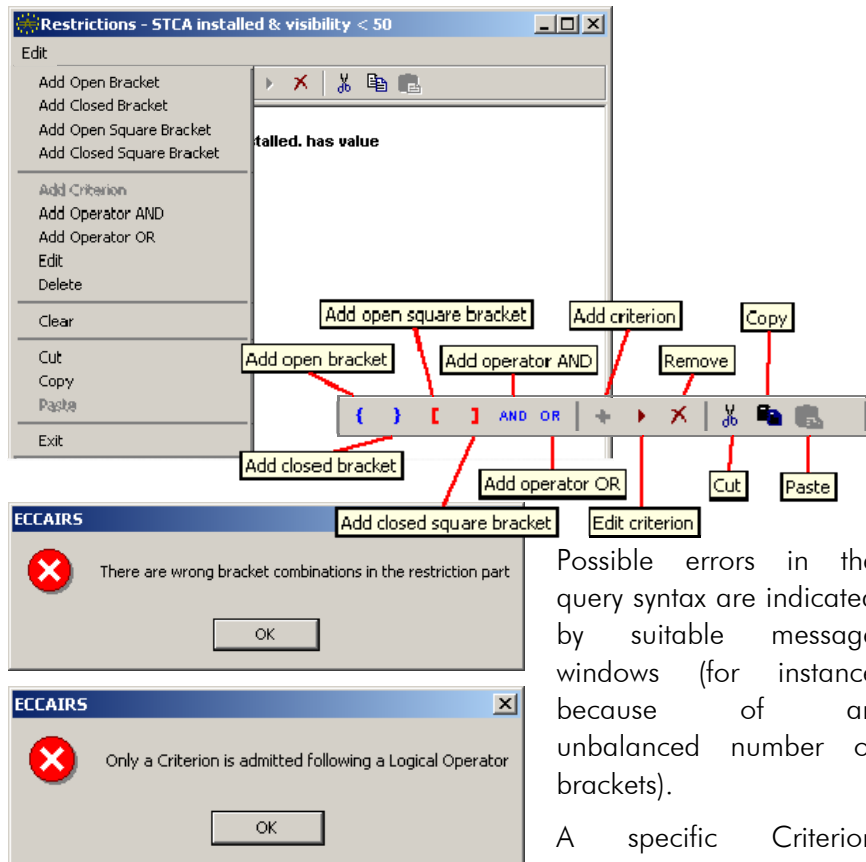 Restrictions - STCA installed & visibility < 50
Edit
Add Open Bracket
Add Closed Bracket
Add Open Square Bracket
Add Closed Square Bracket
talled. has value
Add Criterion
Add Operator AND
Add Operator OR
Edit
Delete
Clear
Cut
Copy
Paste
Exit
Add open square bracket
Add criterion
Copy
Add open bracket
Add operator AND
Remove
{ } [ ] AND OR
Add closed bracket
Add operator OR
Cut
Paste
Add closed square bracket
Edit criterion
ECCAIRS
There are wrong bracket combinations in the restriction part
OK
ECCAIRS
Only a Criterion is admitted following a Logical Operator
OK
Possible errors in the
query syntax are indicated
by suitable message
windows (for instance
because of an
unbalanced number of
brackets).
A specific Criterion